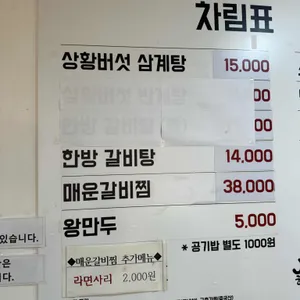 차림표
상황버섯 삼계탕 15,000
한방 갈비탕 14,000
매운갈비찜 38,000
왕만두 5,000
* 공기밥 별도 1000원
있습니다.
◆매운갈비찜 추가메뉴◆
라면사리 2,000원
은
니다.